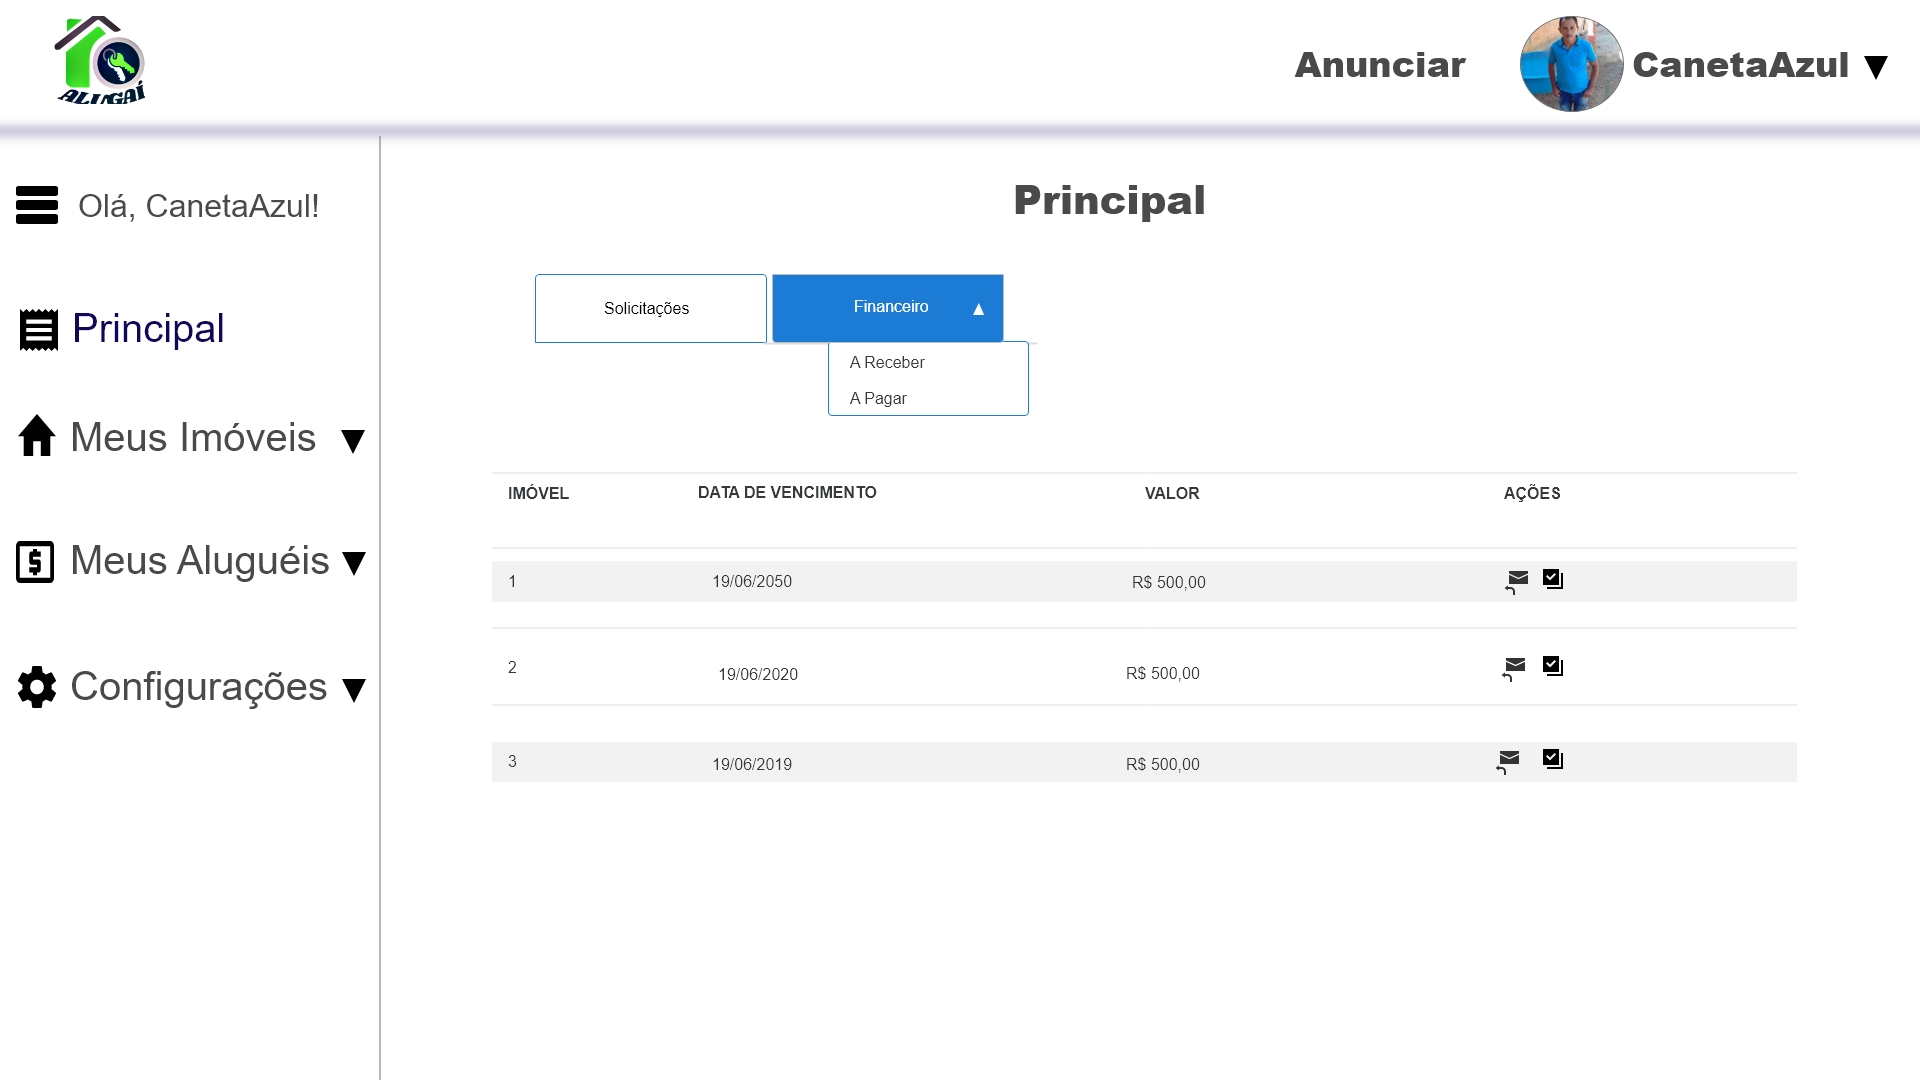 ALUGAÍ
Anunciar
CanetaAzul ▼
Olá, CanetaAzul!
Principal
Meus Imóveis ▼
Meus Aluguéis ▼
Configurações ▼
Principal
Solicitações
Financeiro ▲
A Receber
A Pagar
IMÓVEL DATA DE VENCIMENTO VALOR AÇÕES
1 19/06/2050 R$ 500,00
2 19/06/2020 R$ 500,00
3 19/06/2019 R$ 500,00